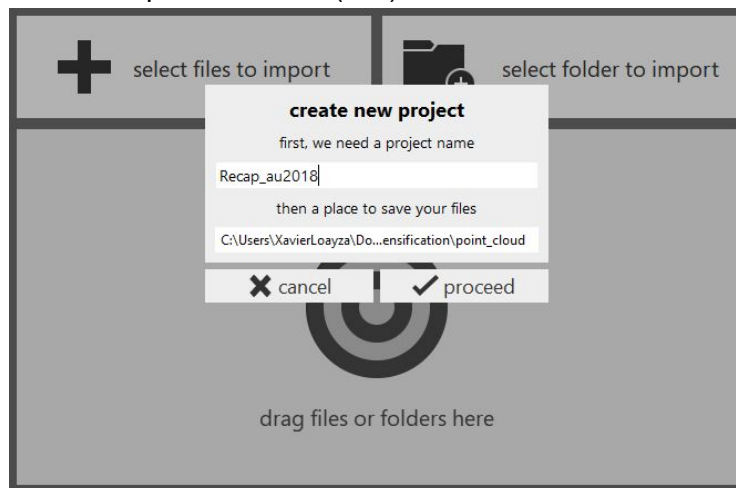 select files to import
select folder to import
create new project
first, we need a project name
Recap_au2018
then a place to save your files
C:\Users\XavierLoayza\Do...ensification\point_cloud
cancel
proceed
drag files or folders here